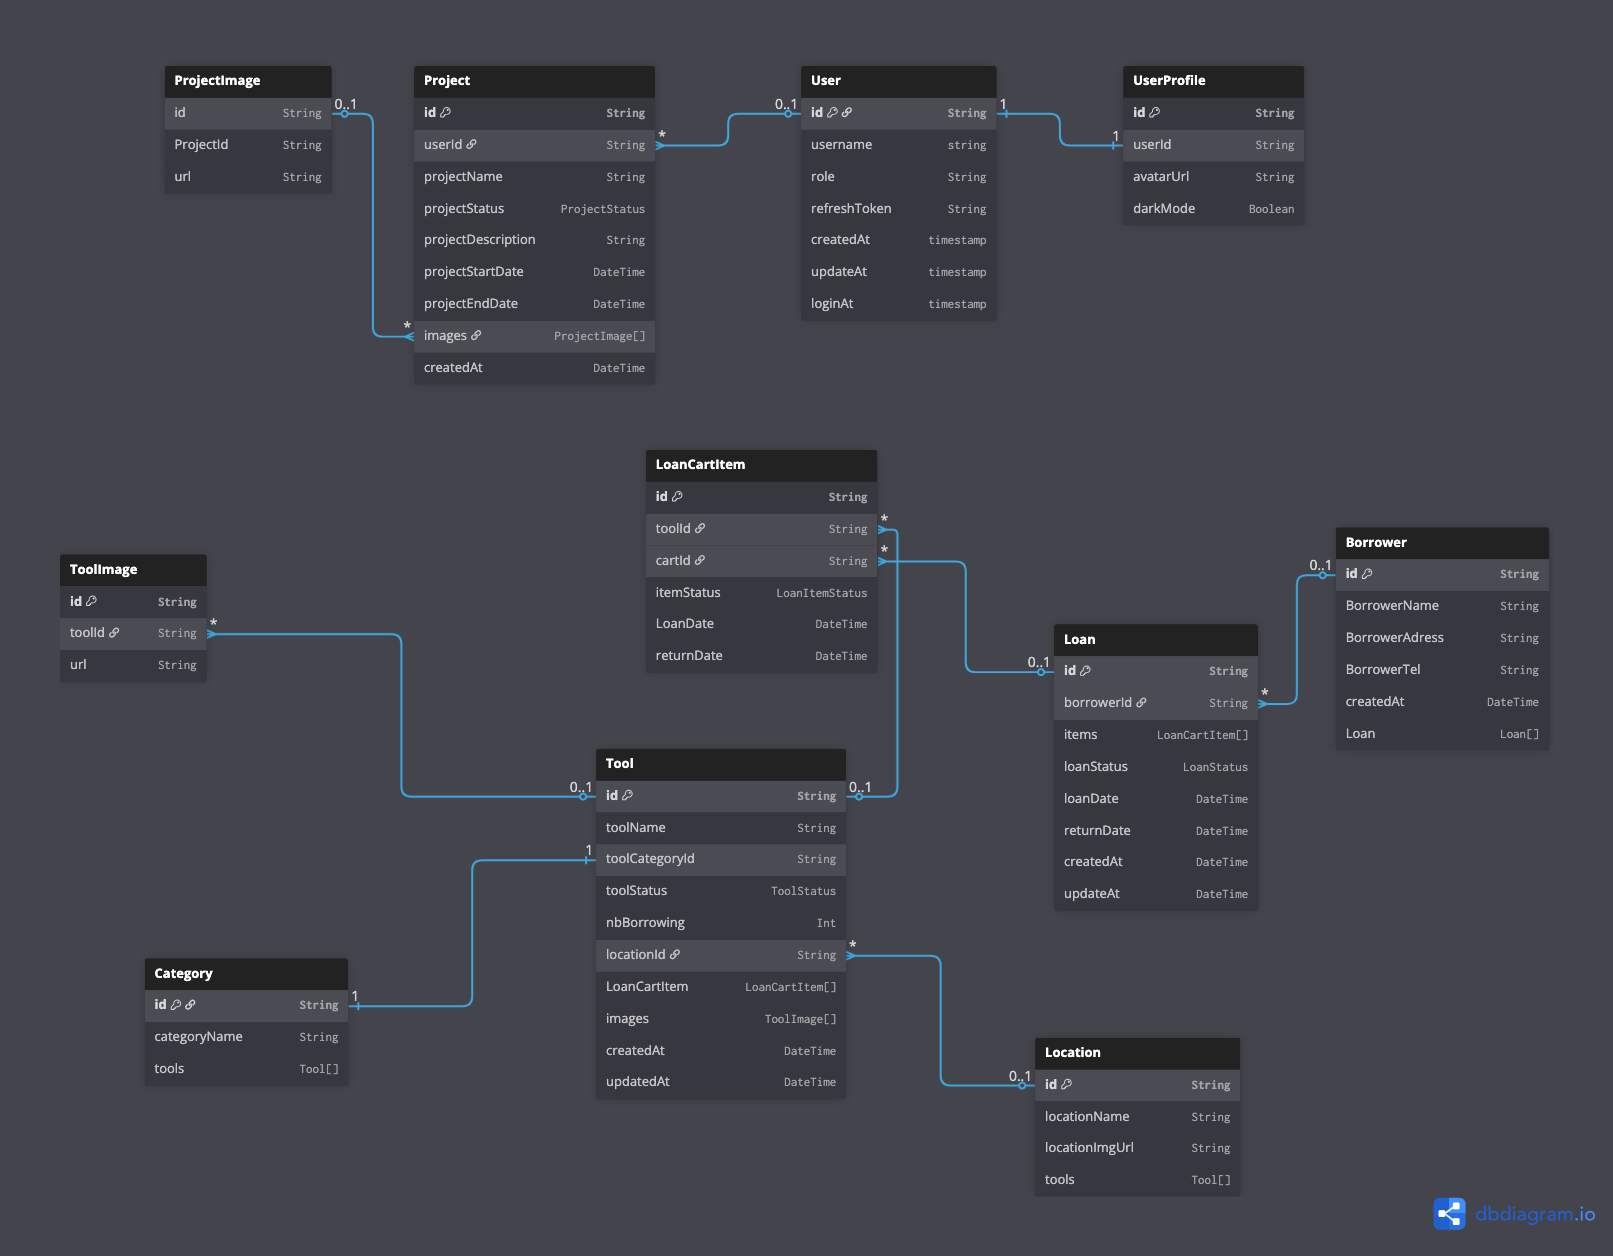 ProjectImage
id String
ProjectId String
url String
0..1
*
Project
id String
userId String
projectName String
projectStatus ProjectStatus
projectDescription String
projectStartDate DateTime
projectEndDate DateTime
images ProjectImage[]
createdAt DateTime
*
0..1
User
id String
username string
role String
refreshToken String
createdAt timestamp
updateAt timestamp
loginAt timestamp
1
1
UserProfile
id String
userId String
avatarUrl String
darkMode Boolean
LoanCartItem
id String
toolId String
cartId String
itemStatus LoanItemStatus
LoanDate DateTime
returnDate DateTime
*
*
ToolImage
id String
toolId String
url String
*
0..1
Borrower
id String
BorrowerName String
BorrowerAdress String
BorrowerTel String
createdAt DateTime
Loan Loan[]
0..1
Loan
id String
borrowerId String
items LoanCartItem[]
loanStatus LoanStatus
loanDate DateTime
returnDate DateTime
createdAt DateTime
updateAt DateTime
*
0..1
Tool
id String
toolName String
toolCategoryId String
toolStatus ToolStatus
nbBorrowing Int
locationId String
LoanCartItem LoanCartItem[]
images ToolImage[]
createdAt DateTime
updatedAt DateTime
0..1
1
*
Category
id String
categoryName String
tools Tool[]
1
0..1
Location
id String
locationName String
locationImgUrl String
tools Tool[]
dbdiagram.io